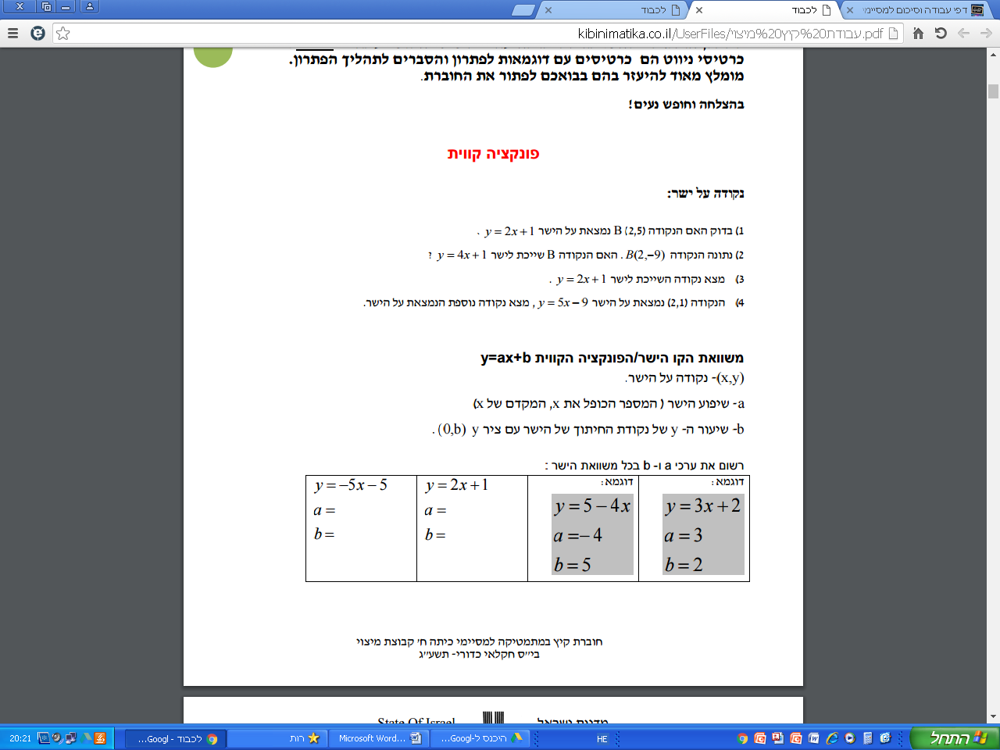 דפי עבודה וסיכום למסיימי
לכבוד
לכבוד
kibinimatika.co.il/UserFiles/עבודת%20קיץ%20מיצוי.pdf
כרטיסי ניווט הם כרטיסים עם דוגמאות לפתרון והסברים לתהליך הפתרון.
מומלץ מאוד להיעזר בהם בבואכם לפתור את החוברת.
בהצלחה וחופש נעים!
פונקציה קווית
נקודה על ישר:
1) בדוק האם הנקודה B (2,5) נמצאת על הישר y = 2x + 1 .
2) נתונה הנקודה B(2,−9) . האם הנקודה B שייכת לישר y = 4x + 1 ?
3) מצא נקודה השייכת לישר y = 2x + 1 .
4) הנקודה (2,1) נמצאת על הישר y = 5x − 9 , מצא נקודה נוספת הנמצאת על הישר.
משוואת הקו הישר/הפונקציה הקווית y=ax+b
(x,y)- נקודה על הישר.
a- שיפוע הישר ( המספר הכופל את x, המקדם של x)
b- שיעור ה- y של נקודת החיתוך של הישר עם ציר y (0,b) .
רשום את ערכי a ו- b בכל משוואת הישר :
דוגמא:
y = 3x + 2
a = 3
b = 2
דוגמא:
y = 5 − 4x
a = − 4
b = 5
y = 2x + 1
a =
b =
y = −5x − 5
a =
b =
חוברת קיץ במתמטיקה למסיימי כיתה ח' קבוצת מיצוי
בי"ס חקלאי כדורי- תשע"ג
מדינת ישראל State Of Israel
התחל
HE
היכנס ל-Googl...
Microsoft Word...
רות
לכבוד - Googl...
20:21